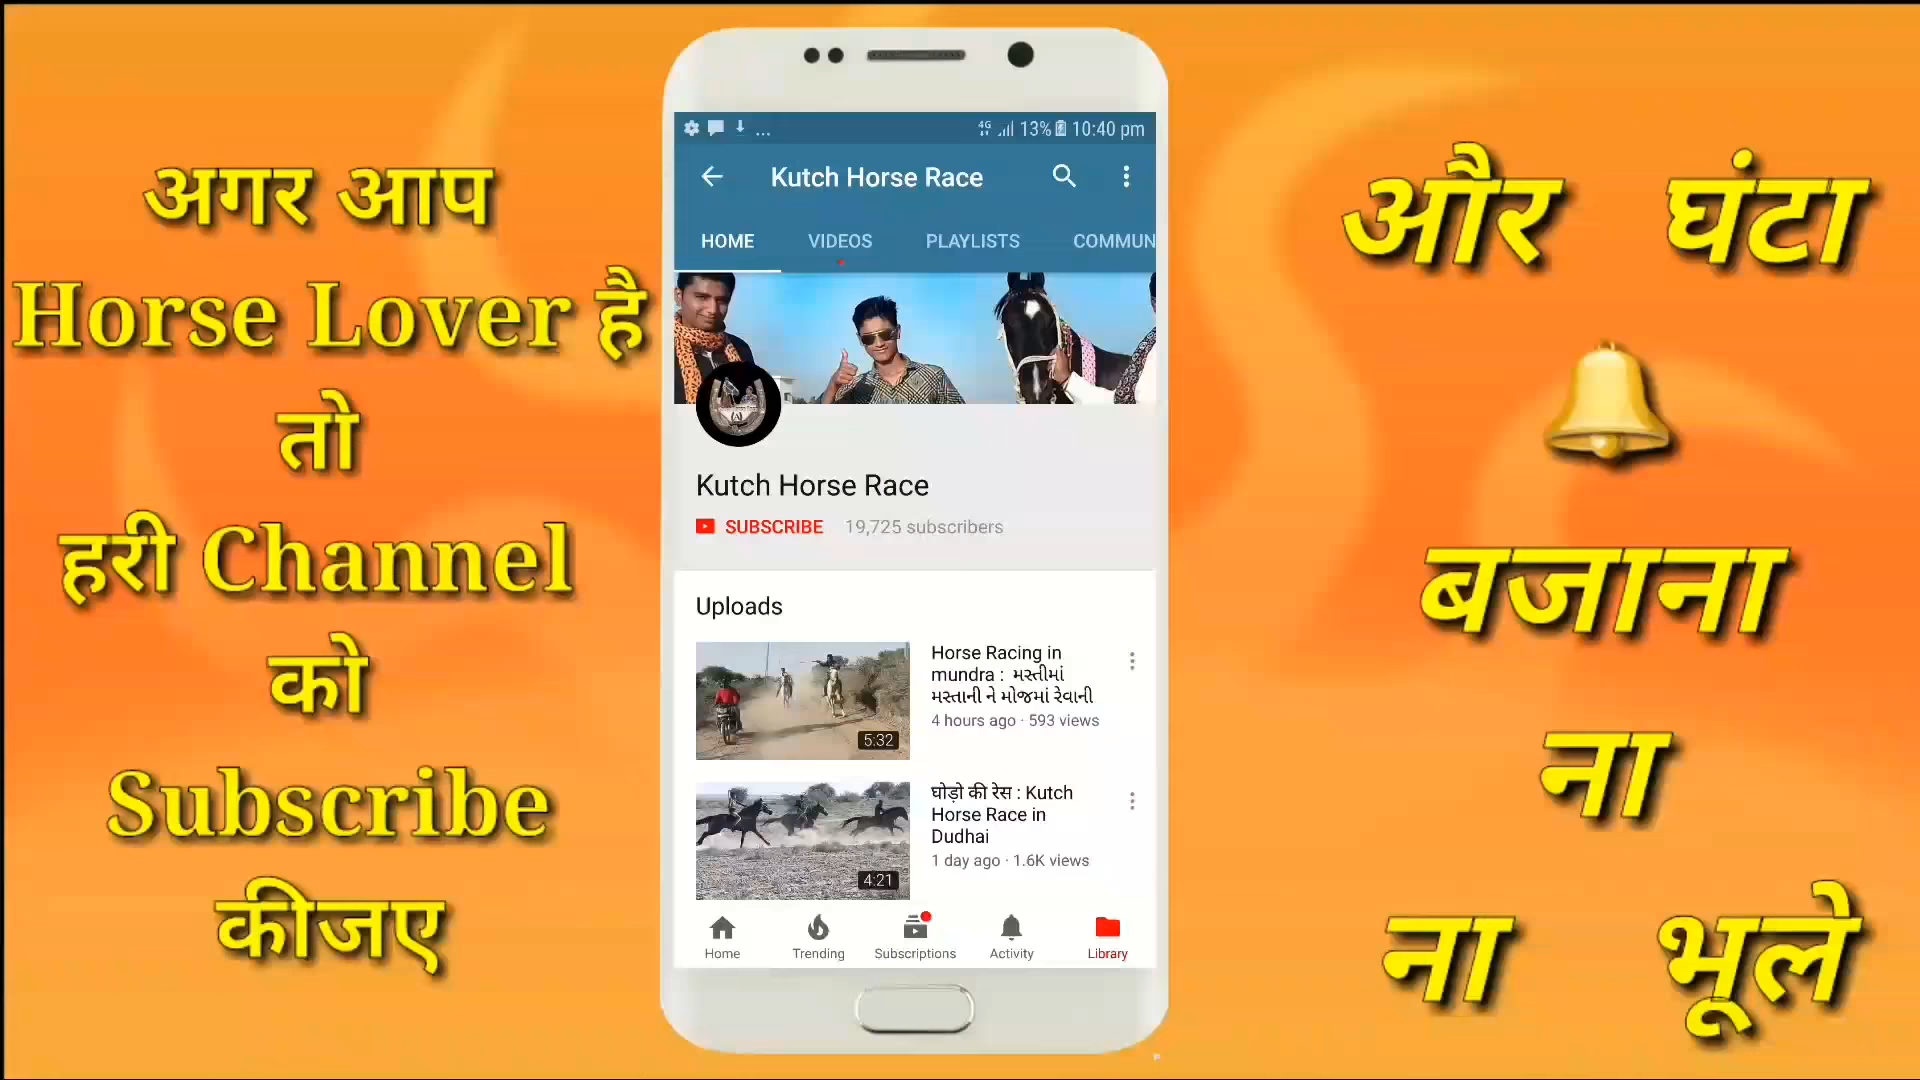 अगर आप
Horse Lover है
तो
हरी Channel
को
Subscribe
कीजए
4G 13% 10:40 pm
Kutch Horse Race
HOME VIDEOS PLAYLISTS COMMUN
Kutch Horse Race
SUBSCRIBE 19,725 subscribers
Uploads
Horse Racing in
mundra : મસ્તીમાં
મસ્તાની ને મોજમાં રેવાની
4 hours ago · 593 views
5:32
घोड़ो की रेस : Kutch
Horse Race in
Dudhai
1 day ago · 1.6K views
4:21
Home Trending Subscriptions Activity Library
और घंटा
बजाना
ना
ना भूले